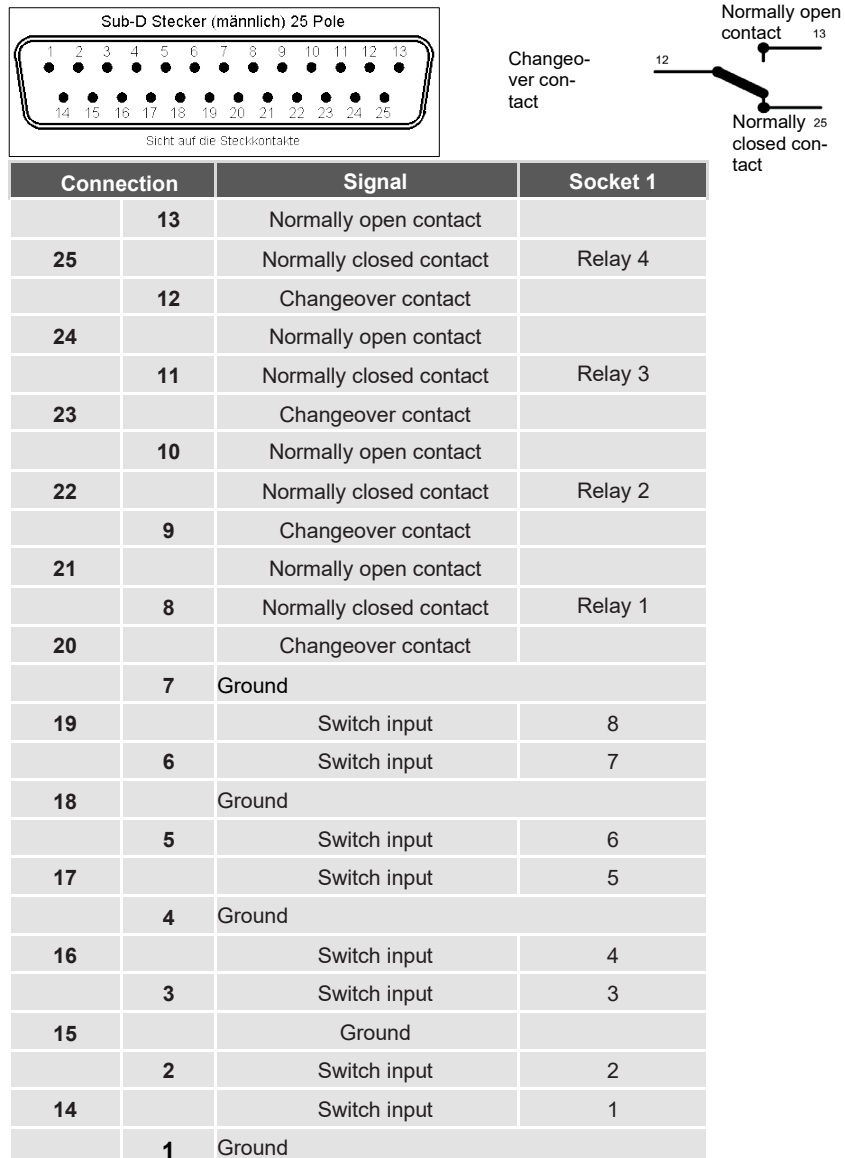 Sub-D Stecker (männlich) 25 Pole
1 2 3 4 5 6 7 8 9 10 11 12 13
14 15 16 17 18 19 20 21 22 23 24 25
Sicht auf die Steckkontakte
Changeo-
ver con-
tact
12
Normally open
contact 13
Normally 25
closed con-
tact
Connection Signal Socket 1
13 Normally open contact
25 Normally closed contact Relay 4
12 Changeover contact
24 Normally open contact
11 Normally closed contact Relay 3
23 Changeover contact
10 Normally open contact
22 Normally closed contact Relay 2
9 Changeover contact
21 Normally open contact
8 Normally closed contact Relay 1
20 Changeover contact
7 Ground
19 Switch input 8
6 Switch input 7
18 Ground
5 Switch input 6
17 Switch input 5
4 Ground
16 Switch input 4
3 Switch input 3
15 Ground
2 Switch input 2
14 Switch input 1
1 Ground